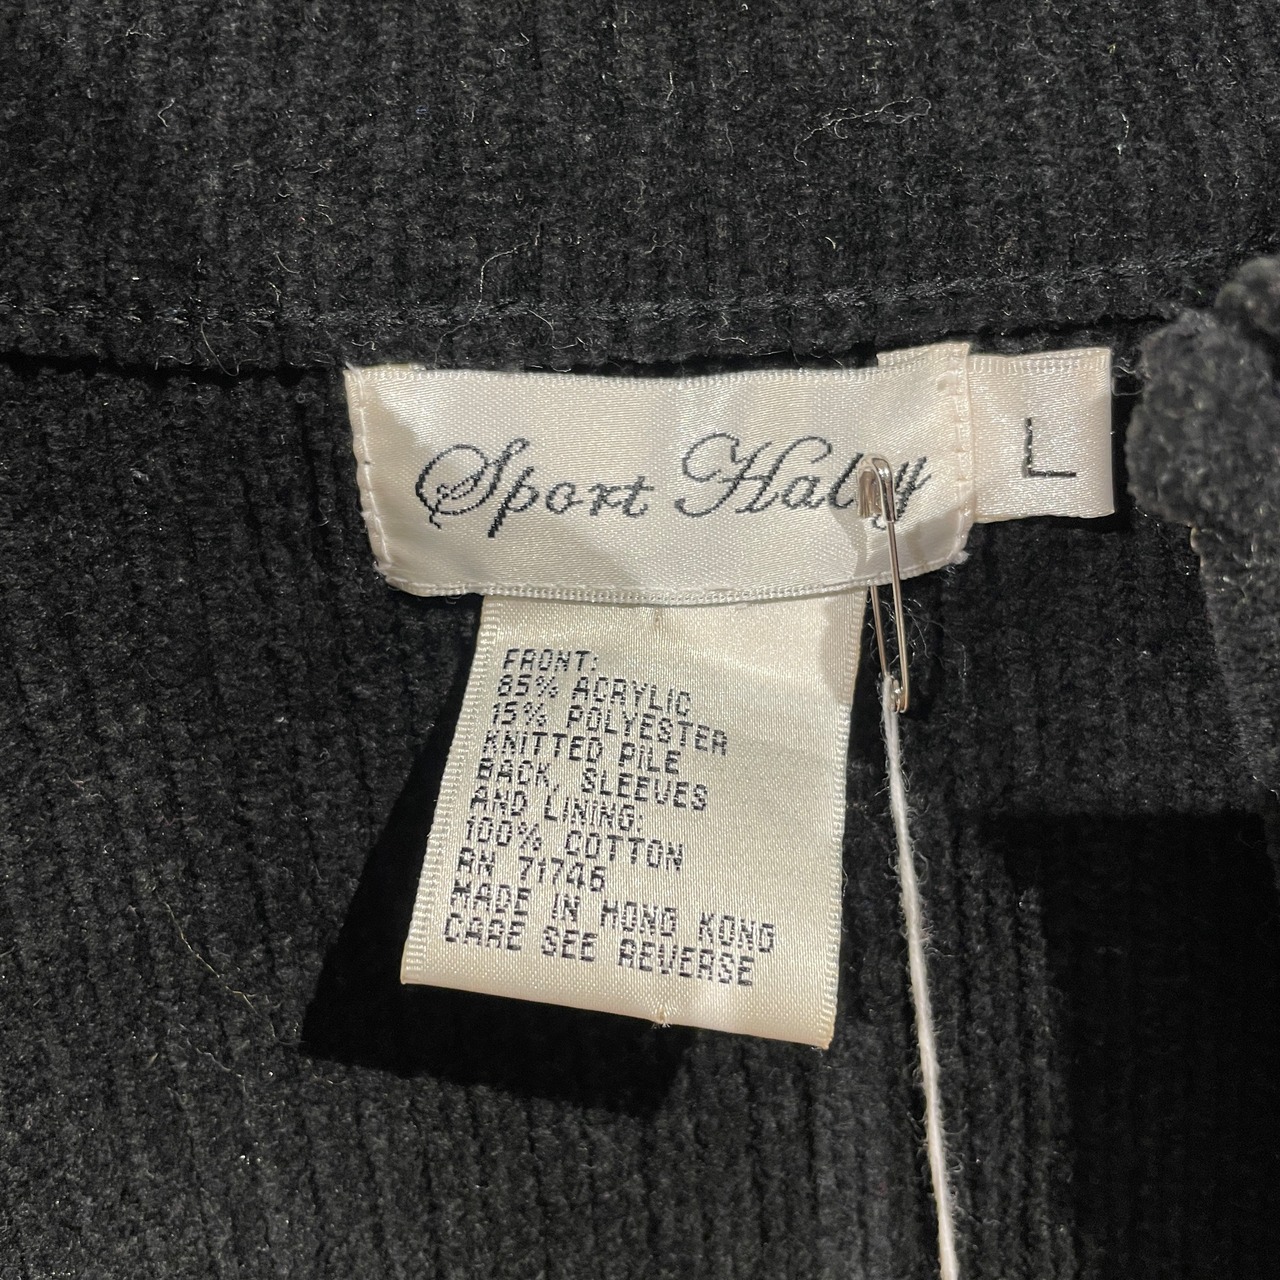 Sport Haley
L
FRONT:
85% ACRYLIC
15% POLYESTER
KNITTED PILE
BACK, SLEEVES
AND LINING:
100% COTTON
RN 71746
MADE IN HONG KONG
CARE SEE REVERSE